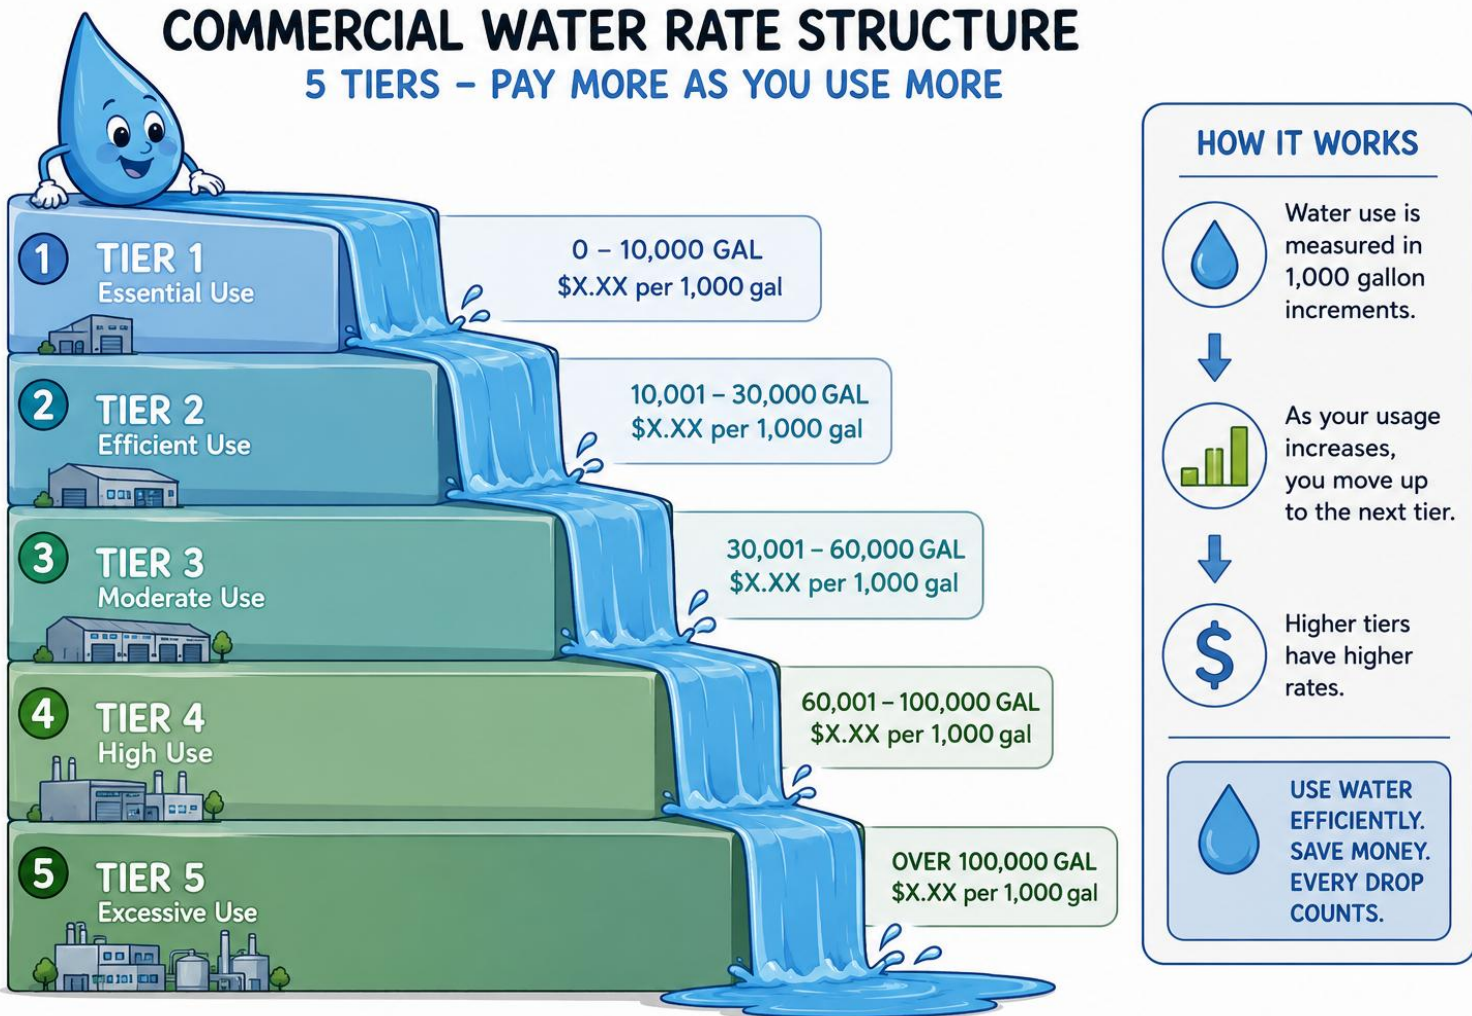 COMMERCIAL WATER RATE STRUCTURE
5 TIERS – PAY MORE AS YOU USE MORE
1
TIER 1
Essential Use
0 – 10,000 GAL
$X.XX per 1,000 gal
2
TIER 2
Efficient Use
10,001 – 30,000 GAL
$X.XX per 1,000 gal
3
TIER 3
Moderate Use
30,001 – 60,000 GAL
$X.XX per 1,000 gal
4
TIER 4
High Use
60,001 – 100,000 GAL
$X.XX per 1,000 gal
5
TIER 5
Excessive Use
OVER 100,000 GAL
$X.XX per 1,000 gal
HOW IT WORKS
Water use is
measured in
1,000 gallon
increments.
As your usage
increases,
you move up
to the next tier.
$
Higher tiers
have higher
rates.
USE WATER
EFFICIENTLY.
SAVE MONEY.
EVERY DROP
COUNTS.